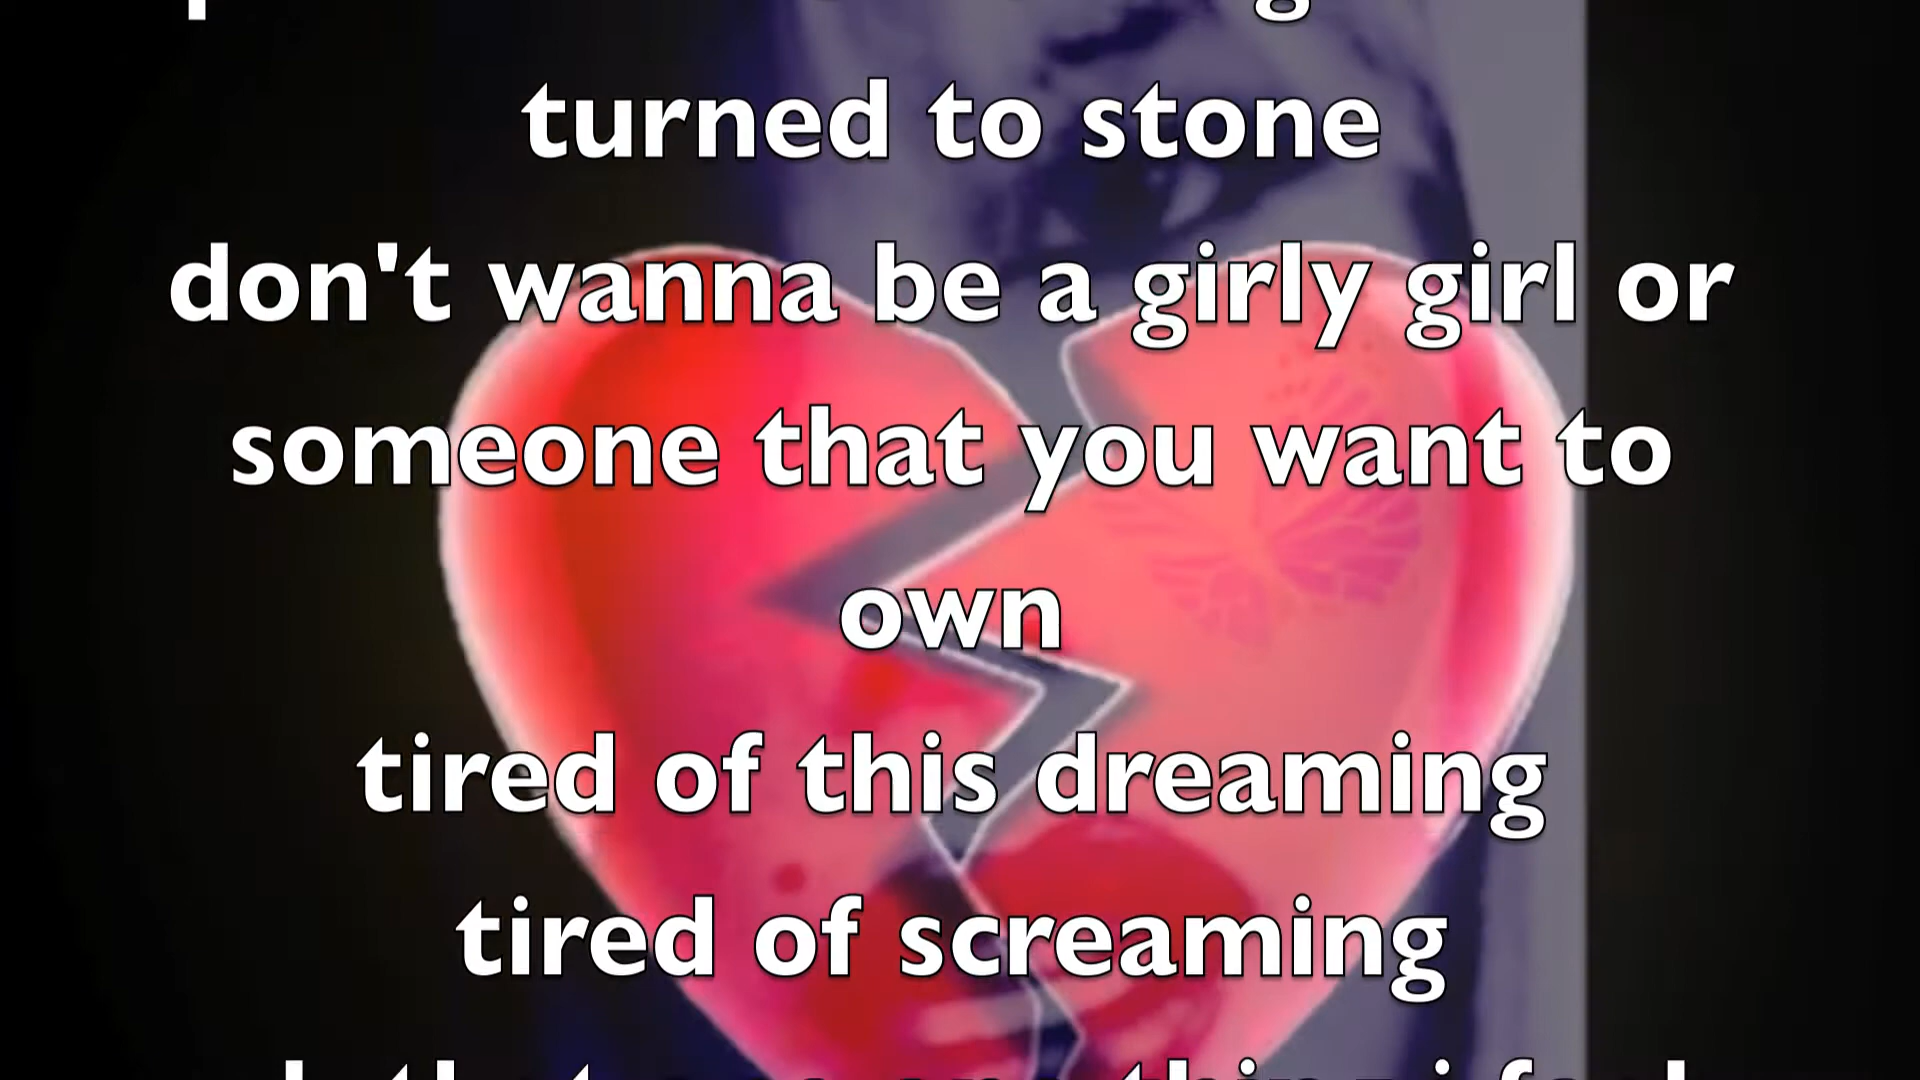 turned to stone
don't wanna be a girly girl or
someone that you want to
own
tired of this dreaming
tired of screaming